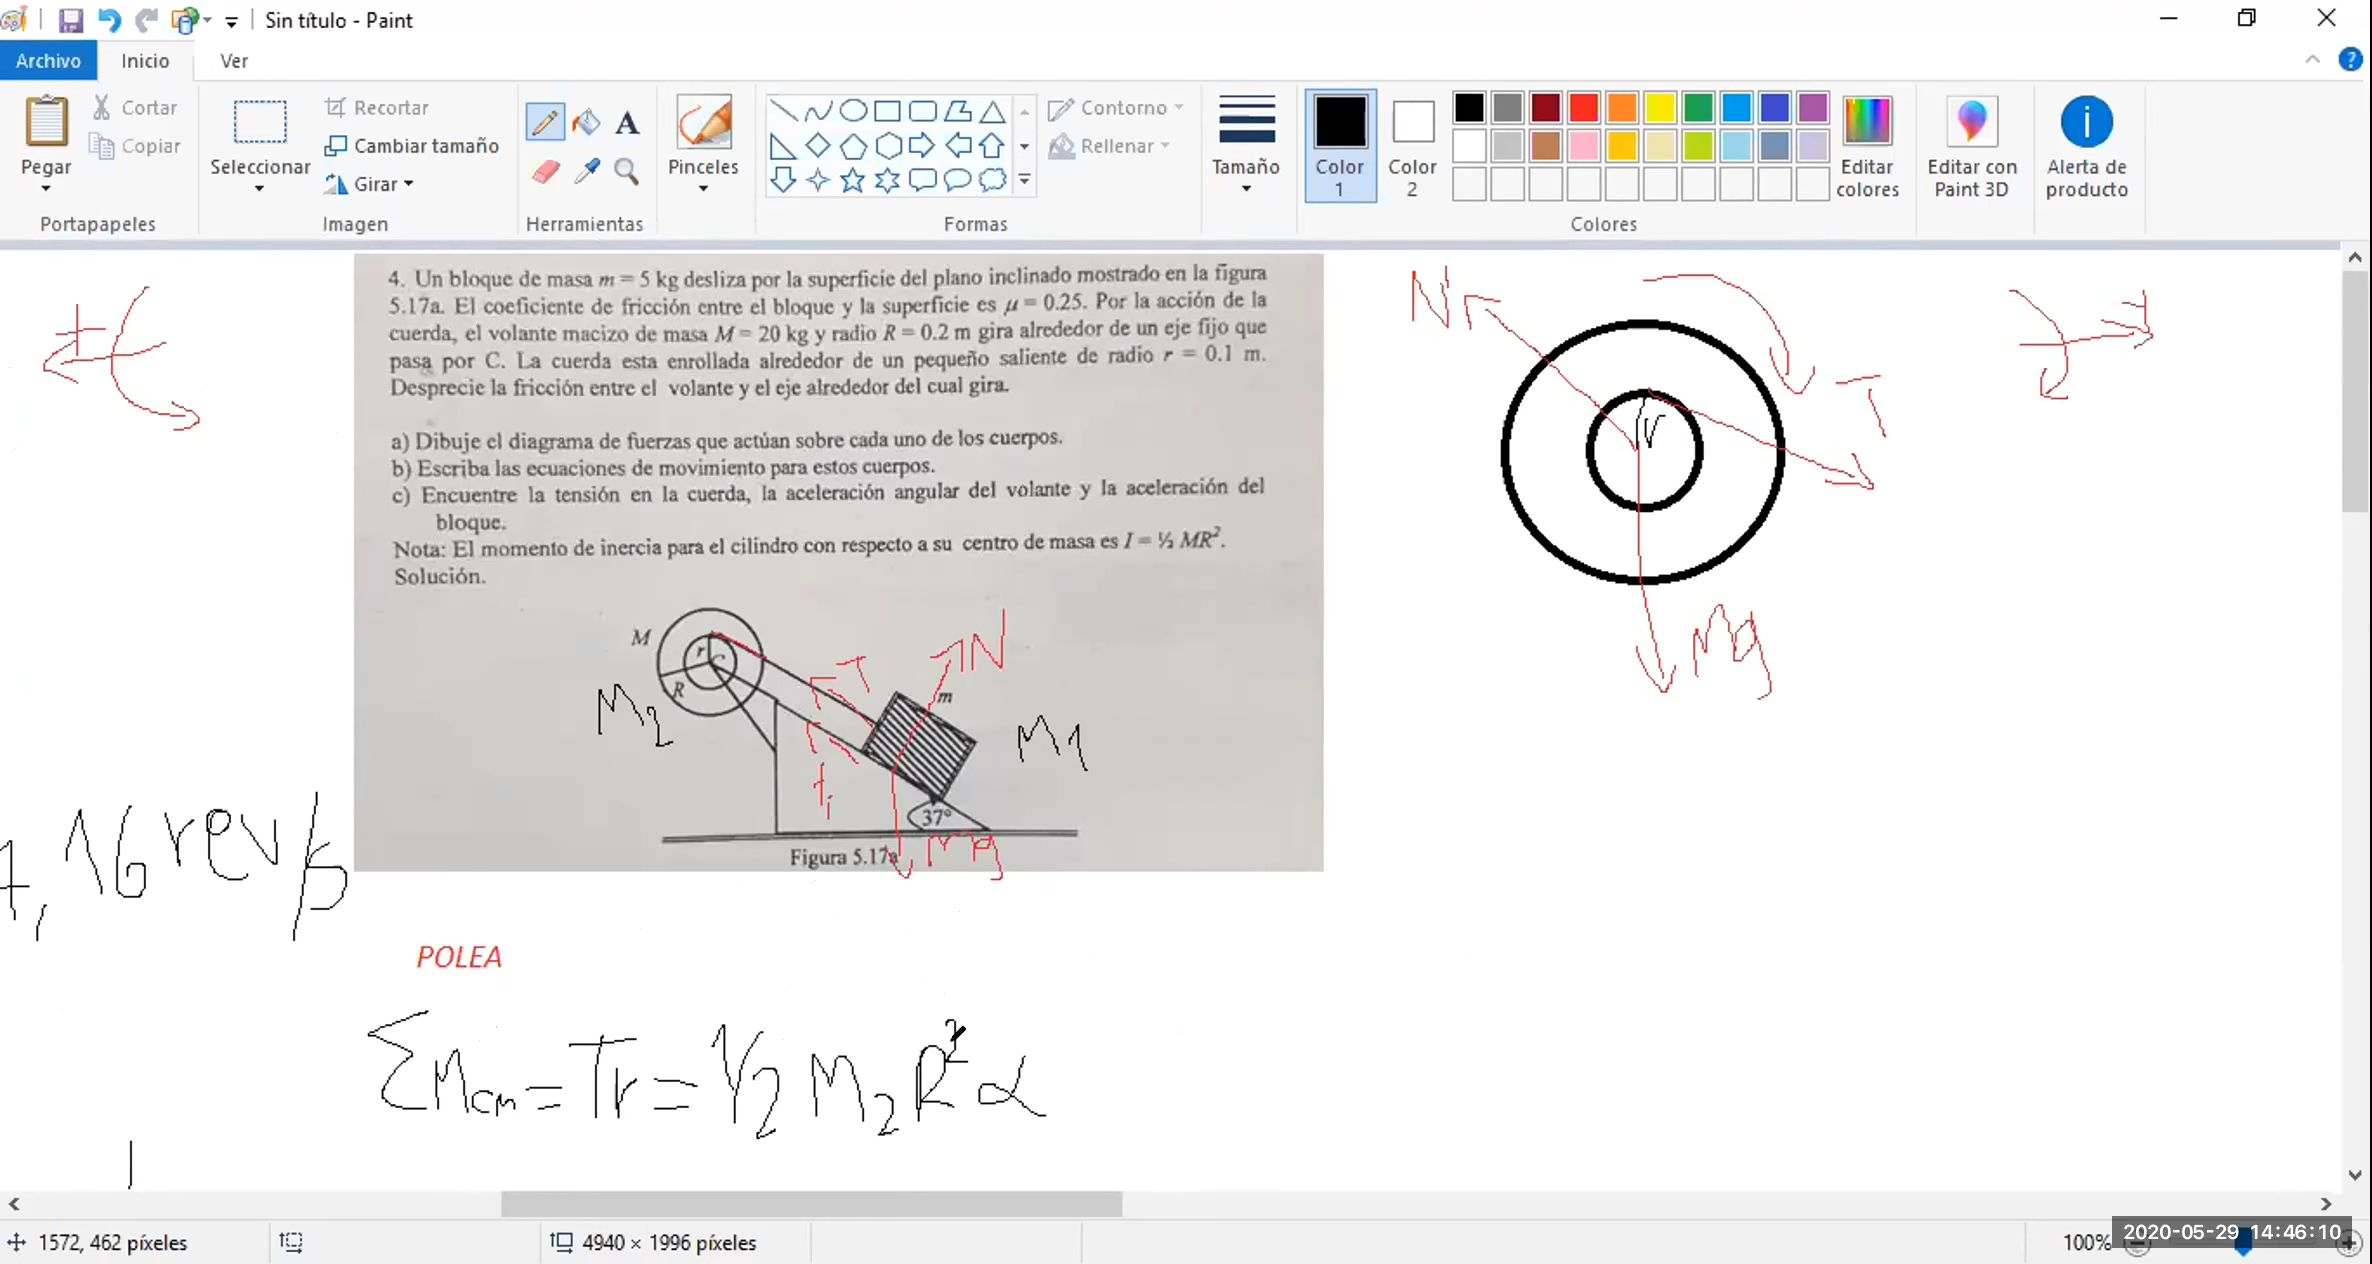 Sin título - Paint
Archivo Inicio Ver
Cortar
Copiar
Pegar
Portapapeles
Seleccionar
Recortar
Cambiar tamaño
Girar
Imagen
Herramientas
Pinceles
Formas
Contorno
Rellenar
Tamaño
Color 1
Color 2
Editar colores
Colores
Editar con Paint 3D
Alerta de producto
4. Un bloque de masa m = 5 kg desliza por la superficie del plano inclinado mostrado en la figura
5.17a. El coeficiente de fricción entre el bloque y la superficie es μ = 0.25. Por la acción de la
cuerda, el volante macizo de masa M = 20 kg y radio R = 0.2 m gira alrededor de un eje fijo que
pasa por C. La cuerda esta enrollada alrededor de un pequeño saliente de radio r = 0.1 m.
Desprecie la fricción entre el volante y el eje alrededor del cual gira.
a) Dibuje el diagrama de fuerzas que actúan sobre cada uno de los cuerpos.
b) Escriba las ecuaciones de movimiento para estos cuerpos.
c) Encuentre la tensión en la cuerda, la aceleración angular del volante y la aceleración del
bloque.
Nota: El momento de inercia para el cilindro con respecto a su centro de masa es I = ½ MR².
Solución.
M
r
C
R
M2
T
N
m
M1
37°
Mg
Figura 5.17a
N
r
T
Mg
+
+
,16 rev/s
POLEA
ΣMcm = Tr = 1/2 M2 R² α
1572, 462 píxeles
4940 × 1996 píxeles
100%
2020-05-29 14:46:10